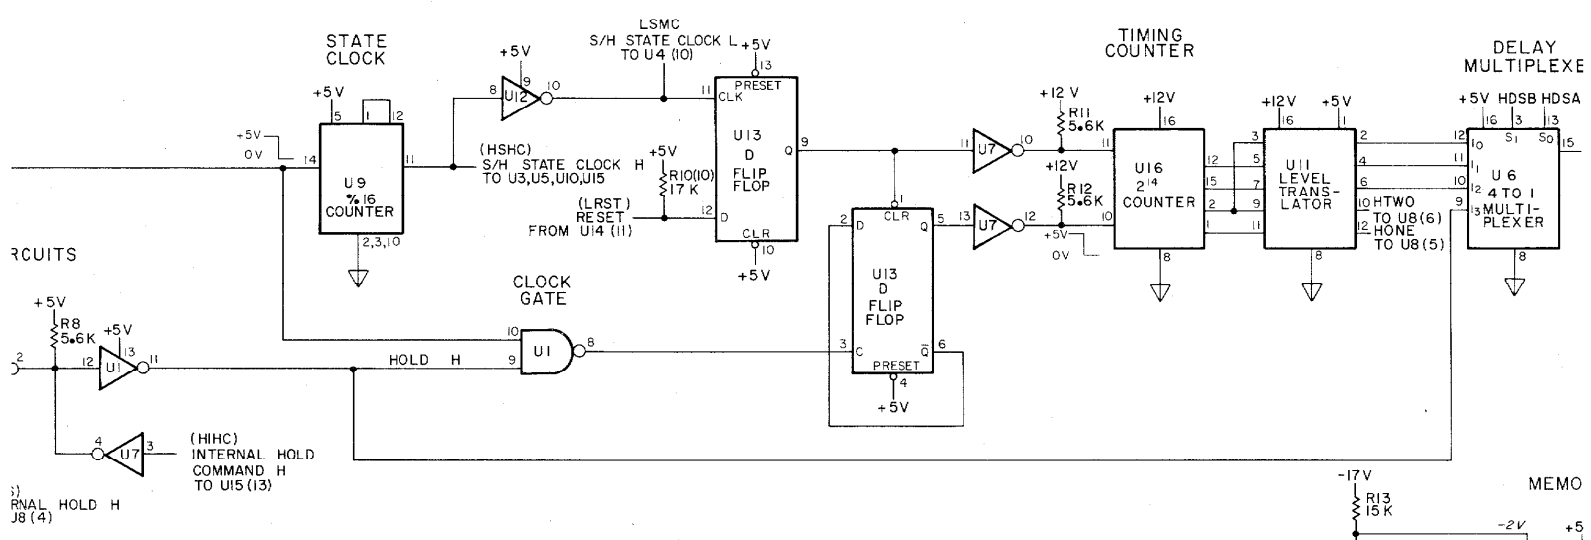 STATE
CLOCK
+5V
5
1
12
+5V
0V
14
11
U9
%16
COUNTER
2,3,10
+5V
9
8
U12
10
LSMC
S/H STATE CLOCK L
TO U4 (10)
(HSHC)
S/H STATE CLOCK H
TO U3,U5,U10,U15
+5V
R10(10)
17 K
(LRST)
RESET
FROM U14 (11)
+5V
13
PRESET
11
CLK
U13
D
FLIP
FLOP
Q
9
12
D
CLR
10
+5V
1
CLR
2
D
Q
5
U13
D
FLIP
FLOP
3
C
Q
6
PRESET
4
+5V
11
U7
10
13
U7
12
+12V
R11
5.6K
+12V
R12
5.6K
+5V
0V
TIMING
COUNTER
+12V
16
11
10
U16
2¹⁴
COUNTER
12
15
2
1
8
+12V
+5V
16
1
3
5
7
9
11
U11
LEVEL
TRANS-
LATOR
2
4
6
10
12
8
HTWO
TO U8(6)
HONE
TO U8(5)
DELAY
MULTIPLEXE
+5V HDSB HDSA
16
3
13
S1
S0
12
I0
11
I1
10
I2
9
I3
U6
4 TO 1
MULTI-
PLEXER
15
8
RCUITS
+5V
R8
5.6K
2
+5V
13
12
U1
11
HOLD H
CLOCK
GATE
10
9
U1
8
4
U7
3
(HIHC)
INTERNAL HOLD
COMMAND H
TO U15(13)
RNAL HOLD H
J8(4)
-17V
R13
15K
-2V
MEMO
+5